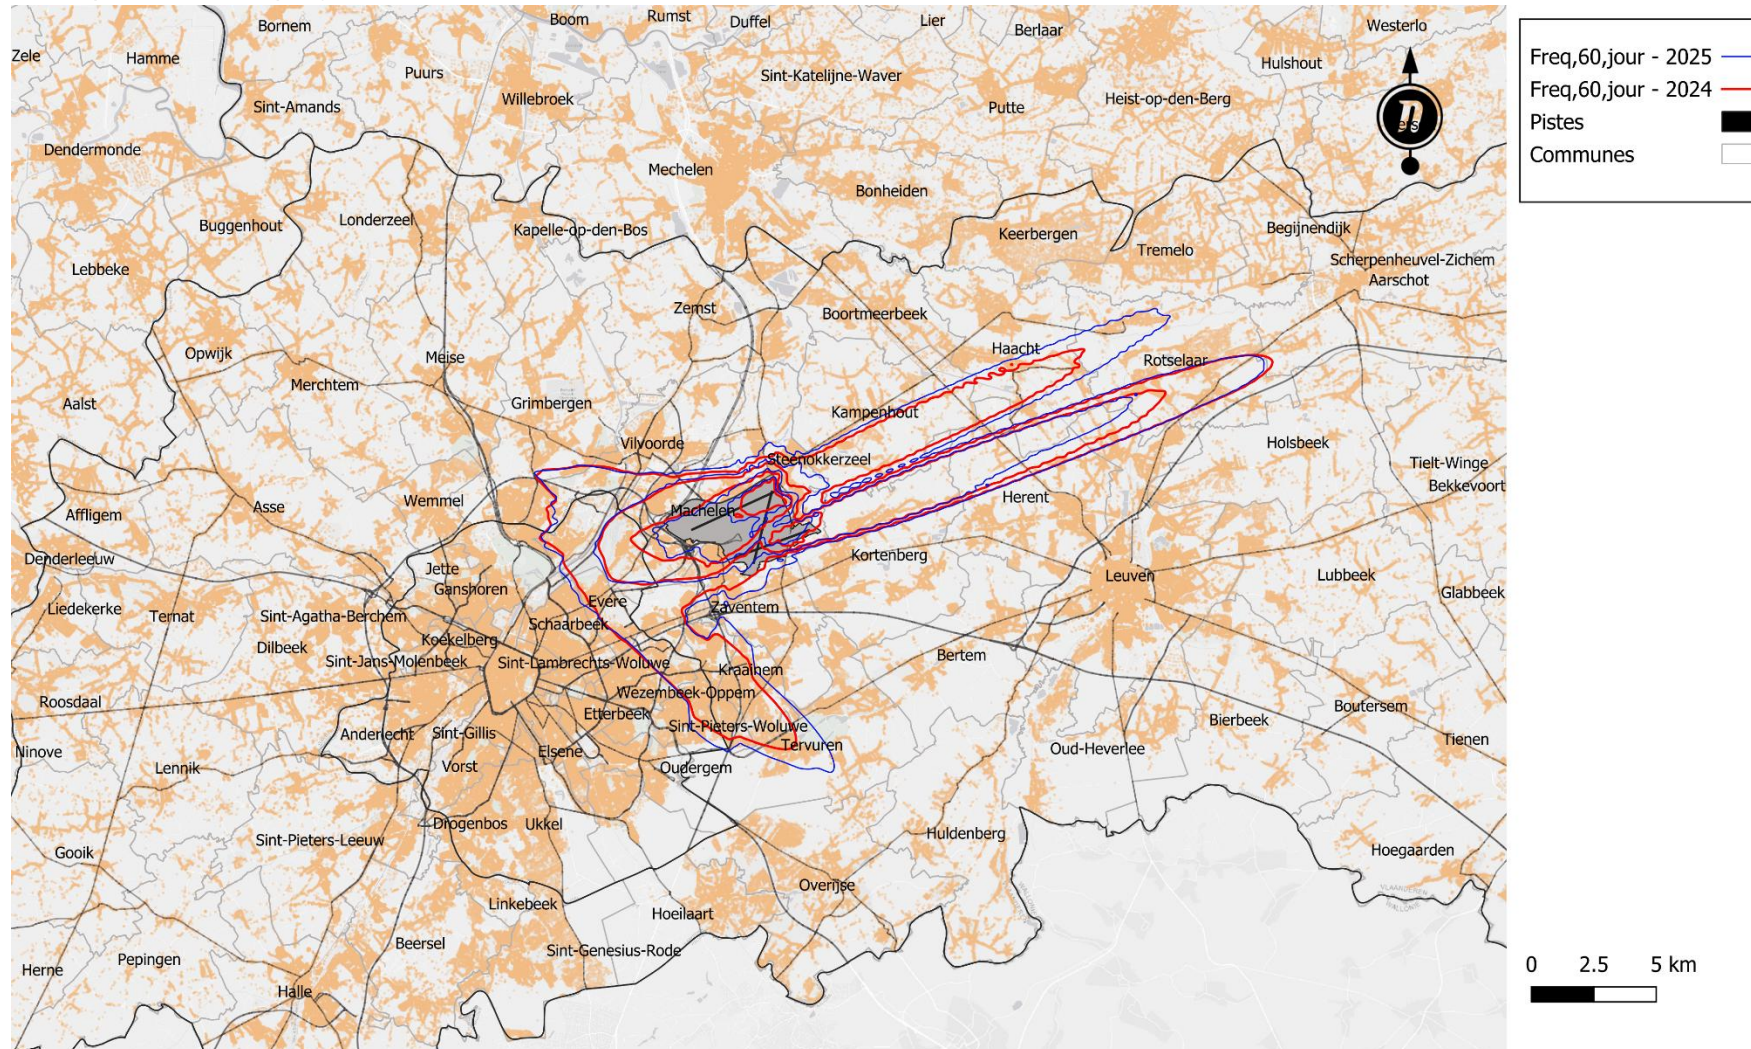 Bornem
Boom
Rumst
Duffel
Lier
Berlaar
Westerlo
Zele
Hamme
Puurs
Sint-Katelijne-Waver
Hulshout
Sint-Amands
Willebroek
Putte
Heist-op-den-Berg
Dendermonde
Mechelen
Bonheiden
Buggenhout
Londerzeel
Kapelle-op-den-Bos
Keerbergen
Tremelo
Begijnendijk
Lebbeke
Scherpenheuvel-Zichem
Aarschot
Zemst
Boortmeerbeek
Opwijk
Meise
Haacht
Rotselaar
Merchtem
Aalst
Grimbergen
Kampenhout
Vilvoorde
Holsbeek
Steenokkerzeel
Tielt-Winge
Bekkevoort
Asse
Wemmel
Machelen
Herent
Affligem
Denderleeuw
Kortenberg
Jette
Ganshoren
Leuven
Lubbeek
Glabbeek
Liedekerke
Ternat
Sint-Agatha-Berchem
Evere
Zaventem
Schaarbeek
Dilbeek
Koekelberg
Sint-Jans-Molenbeek
Sint-Lambrechts-Woluwe
Kraainem
Bertem
Roosdaal
Wezembeek-Oppem
Etterbeek
Sint-Pieters-Woluwe
Bierbeek
Boutersem
Ninove
Anderlecht
Sint-Gillis
Elsene
Tervuren
Oud-Heverlee
Tienen
Lennik
Vorst
Oudergem
Drogenbos
Ukkel
Sint-Pieters-Leeuw
Huldenberg
Gooik
Hoegaarden
Overijse
VLAANDEREN
WALLONIE
Linkebeek
Hoeilaart
Beersel
Sint-Genesius-Rode
Herne
Pepingen
Halle
Freq,60,jour - 2025
Freq,60,jour - 2024
Pistes
Communes
0 2.5 5 km